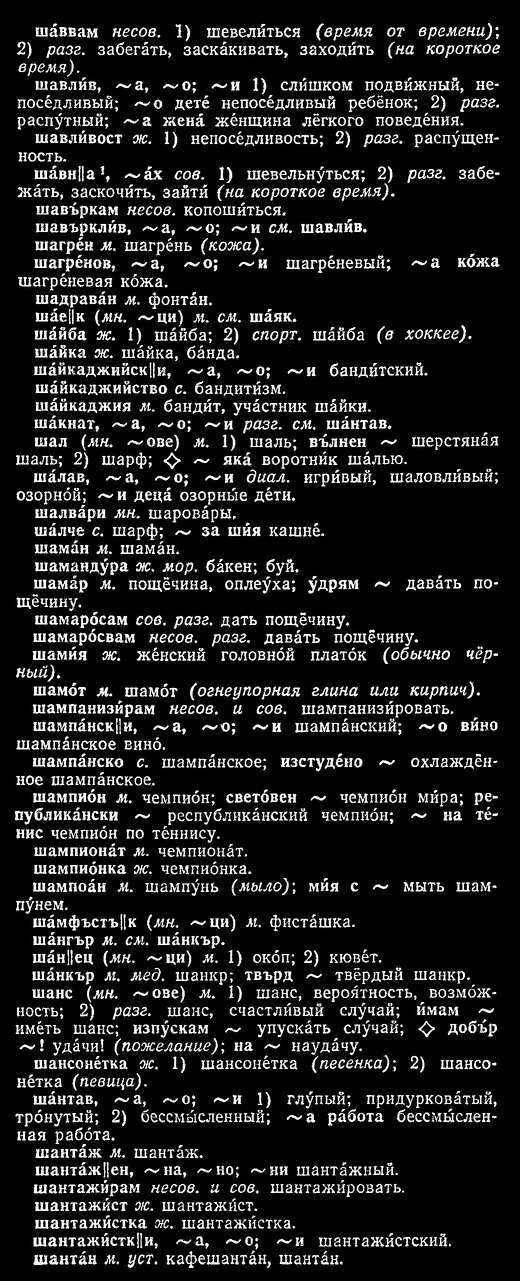 ша́ввам несов. 1) шевели́ться (время от времени);
2) разг. забега́ть, заска́кивать, заходи́ть (на короткое
время).
шавли́в, ~а, ~о; ~и 1) сли́шком подви́жный, не-
посе́дливый; ~о дете́ непосе́дливый ребёнок; 2) разг.
распу́тный; ~а жена́ же́нщина лёгкого поведе́ния.
шавли́вост ж. 1) непосе́дливость; 2) разг. распу́щен-
ность.
ша́вн||а¹, ~ах сов. 1) шевельну́ться; 2) разг. забе-
жа́ть, заскочи́ть, зайти́ (на короткое время).
шавъ́ркам несов. копоши́ться.
шавъ́рклив, ~а, ~о; ~и см. шавли́в.
шагре́н м. шагре́нь (кожа).
шагре́нов, ~а, ~о; ~и шагре́невый; ~а ко́жа
шагре́невая ко́жа.
шадрава́н м. фонта́н.
ша́е||к (мн. ~ци) м. см. ша́як.
ша́йба ж. 1) ша́йба; 2) спорт. ша́йба (в хоккее).
ша́йка ж. ша́йка, ба́нда.
ша́йкаджийск||и, ~а, ~о; ~и банди́тский.
ша́йкаджийство с. бандити́зм.
ша́йкаджия м. банди́т, уча́стник ша́йки.
ша́кнат, ~а, ~о; ~и разг. см. ша́нтав.
шал (мн. ~ове) м. 1) шаль; въ́лнен ~ шерстяна́я
шаль; 2) шарф; ◇ ~ яка́ воротни́к ша́лью.
ша́лав, ~а, ~о; ~и диал. игри́вый, шаловли́вый;
озорно́й; ~и деца́ озорны́е де́ти.
шалва́ри мн. шарова́ры.
ша́лче с. шарф; ~ за ши́я кашне́.
шама́н м. шама́н.
шаманду́ра ж. мор. ба́кен; буй.
шама́р м. пощёчина, оплеу́ха; у́дрям ~ дава́ть по-
щёчину.
шамаро́сам сов. разг. дать пощёчину.
шамаро́свам несов. разг. дава́ть пощёчину.
шами́я ж. же́нский головно́й плато́к (обычно чёр-
ный).
шамо́т м. шамо́т (огнеупорная глина или кирпич).
шампанизи́рам несов. и сов. шампанизи́ровать.
шампа́нск||и, ~а, ~о; ~и шампа́нский; ~о ви́но
шампа́нское вино́.
шампа́нско с. шампа́нское; изстуде́но ~ охлаждён-
ное шампа́нское.
шампио́н м. чемпио́н; свето́вен ~ чемпио́н ми́ра; ре-
публика́нски ~ республика́нский чемпио́н; ~ на те́-
нис чемпио́н по те́ннису.
шампиона́т м. чемпиона́т.
шампио́нка ж. чемпио́нка.
шампоа́н м. шампу́нь (мыло); ми́я с ~ мыть шам-
пу́нем.
шамфъстъ́||к (мн. ~ци) м. фиста́шка.
ша́нгър м. см. ша́нкър.
ша́н||ец (мн. ~ци) м. 1) око́п; 2) кюве́т.
ша́нкър м. мед. шанкр; твърд ~ твёрдый шанкр.
шанс (мн. ~ове) м. 1) шанс, вероя́тность, возмо́ж-
ность; 2) разг. шанс, счастли́вый слу́чай; и́мам ~
име́ть шанс; изпу́скам ~ упуска́ть слу́чай; ◇ добъ́р
~! уда́чи! (пожелание); на ~ науда́чу.
шансоне́тка ж. 1) шансоне́тка (песенка); 2) шансо-
не́тка (певица).
ша́нтав, ~а, ~о; ~и 1) глу́пый, придуркова́тый,
тро́нутый; 2) бессмы́сленный; ~а ра́бота бессмы́слен-
ная рабо́та.
шанта́ж м. шанта́ж.
шанта́ж||ен, ~на, ~но; ~ни шанта́жный.
шантажи́рам несов. и сов. шантажи́ровать.
шантажи́ст ж. шантажи́ст.
шантажи́стка ж. шантажи́стка.
шантажи́стк||и, ~а, ~о; ~и шантажи́стский.
шанта́н м. уст. кафешанта́н, шанта́н.